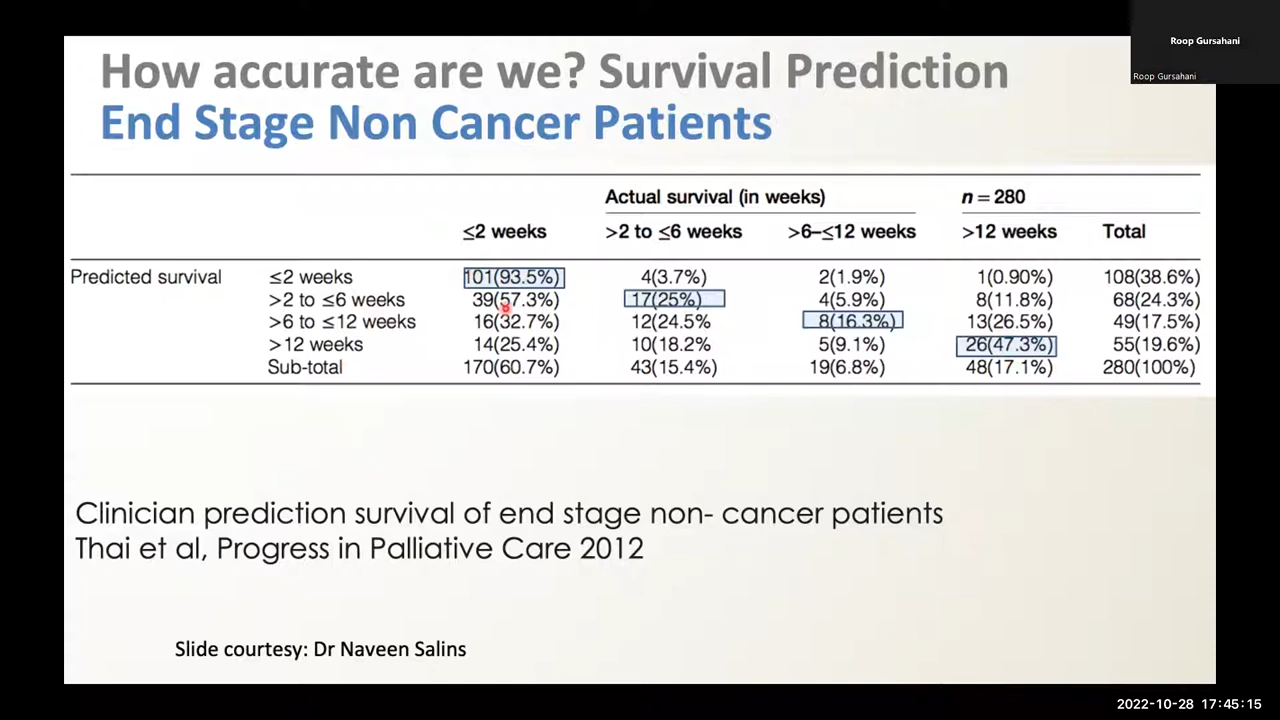 Roop Gursahani
Roop Gursahani
How accurate are we? Survival Prediction
End Stage Non Cancer Patients
Actual survival (in weeks) n = 280
≤2 weeks >2 to ≤6 weeks >6–≤12 weeks >12 weeks Total
Predicted survival ≤2 weeks 101(93.5%) 4(3.7%) 2(1.9%) 1(0.90%) 108(38.6%)
>2 to ≤6 weeks 39(57.3%) 17(25%) 4(5.9%) 8(11.8%) 68(24.3%)
>6 to ≤12 weeks 16(32.7%) 12(24.5% 8(16.3%) 13(26.5%) 49(17.5%)
>12 weeks 14(25.4%) 10(18.2% 5(9.1%) 26(47.3%) 55(19.6%)
Sub-total 170(60.7%) 43(15.4%) 19(6.8%) 48(17.1%) 280(100%)
Clinician prediction survival of end stage non- cancer patients
Thai et al, Progress in Palliative Care 2012
Slide courtesy: Dr Naveen Salins
2022-10-28 17:45:15